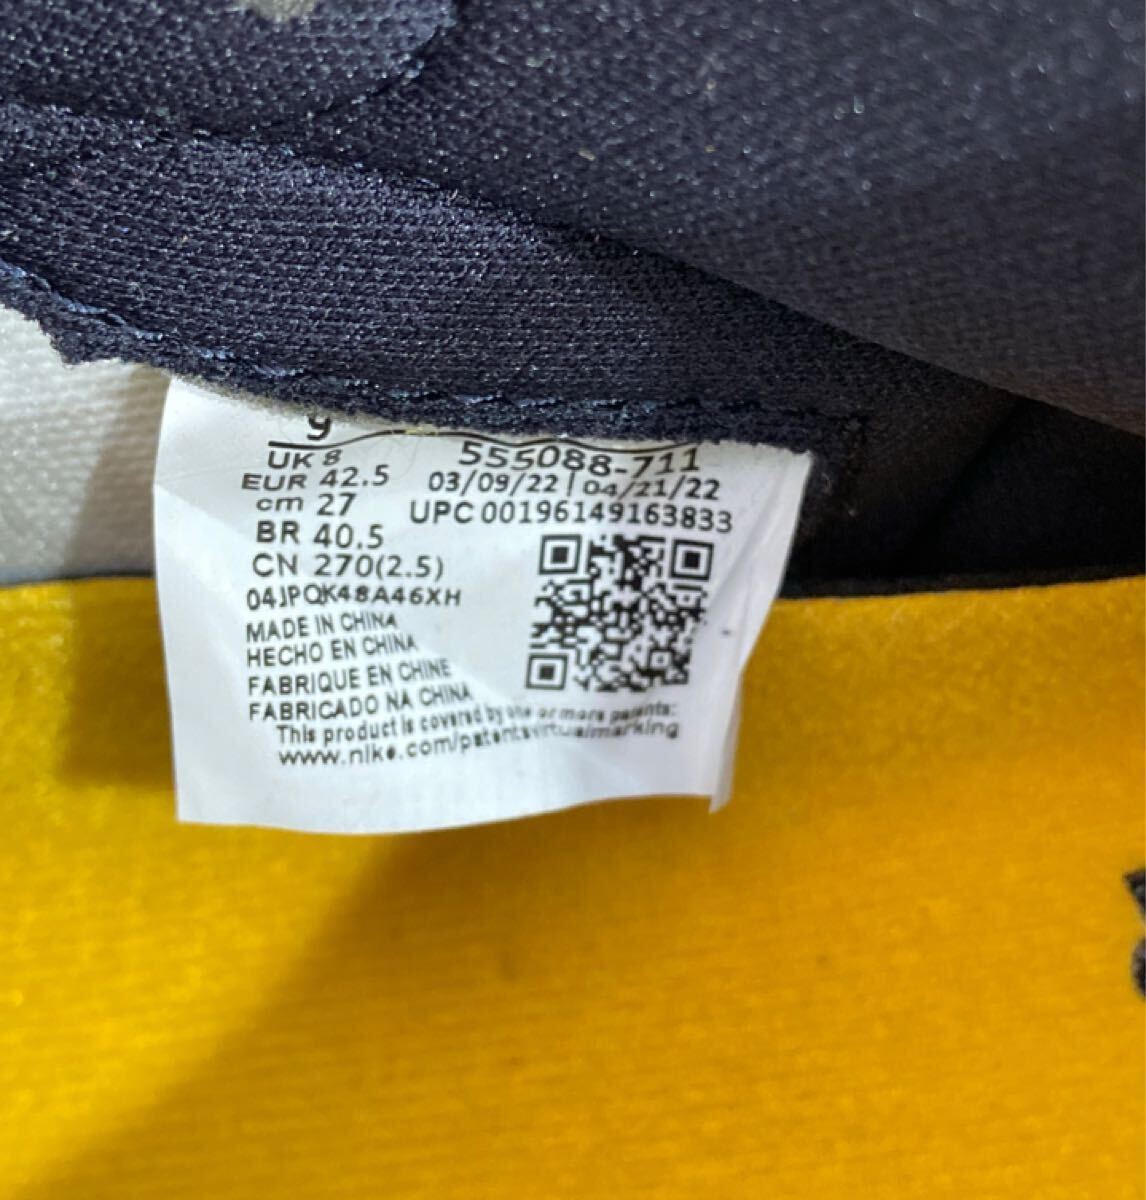 9
UK 8
555088-711
EUR 42.5
03/09/22 | 04/21/22
cm 27
UPC 00196149163833
BR 40.5
CN 270(2.5)
04JPQK48A46XH
MADE IN CHINA
HECHO EN CHINA
FABRIQUE EN CHINE
FABRICADO NA CHINA
This product is covered by one or more patents:
www.nike.com/patentsvirtualmarking